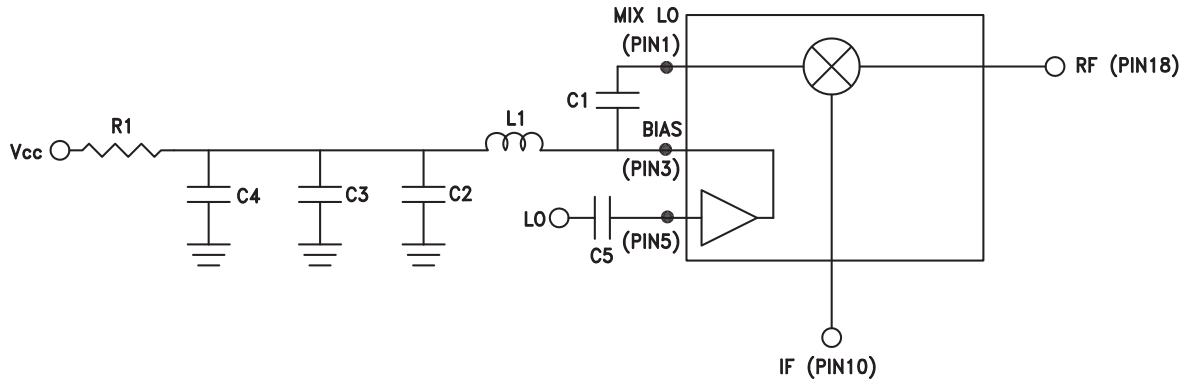 MIX LO
(PIN1)
RF (PIN18)
C1
R1
L1
BIAS
Vcc
(PIN3)
C4
C3
C2
LO
(PIN5)
C5
IF (PIN10)